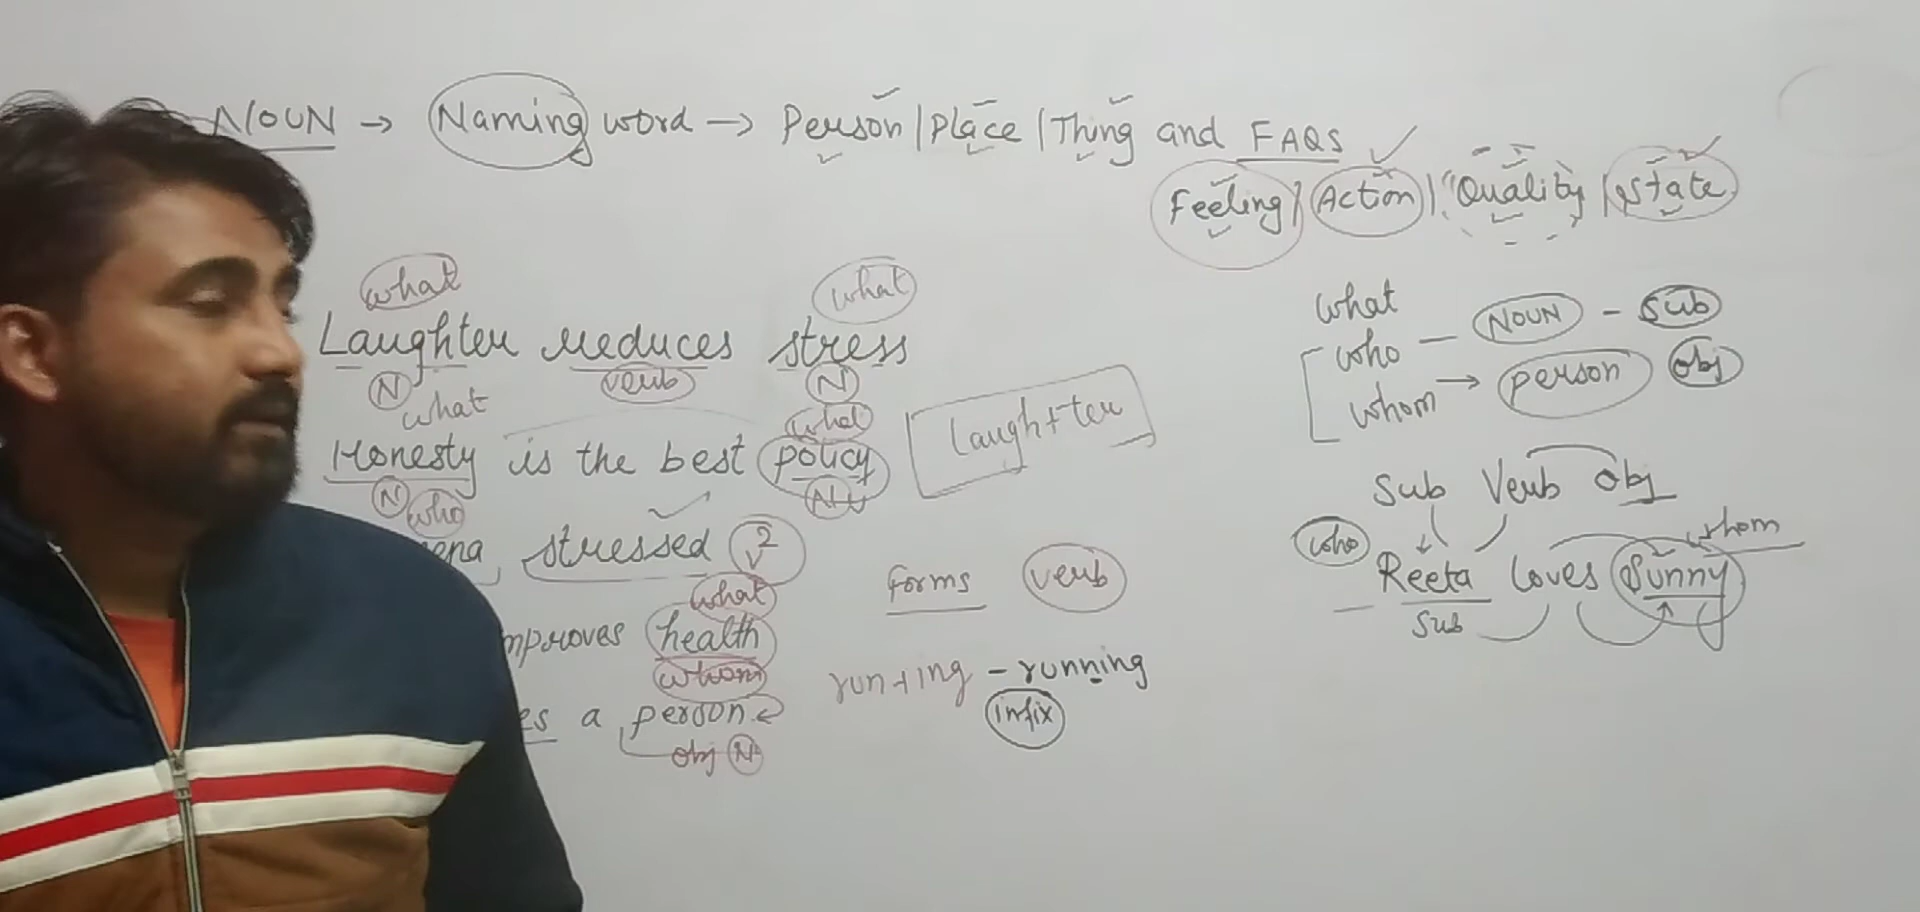 NOUN → Naming word → Person | Place | Thing and FAQS
Feeling | Action | "Quality | State
what what
Laughter reduces stress
N verb N
what what
Honesty is the best policy
N N
who
ena stressed ?
what
mproves health
whom
es a person
obj N
Laugh + ter
Forms verb
run + ing - running
infix
what
who — NOUN - Sub
whom → person obj
Sub Verb Obj
who whom
Reeta loves Sunny
Sub